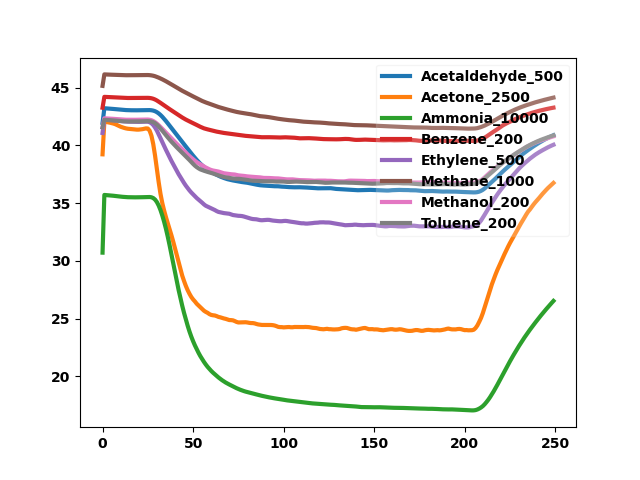 45
40
35
30
25
20
0 50 100 150 200 250
Acetaldehyde_500
Acetone_2500
Ammonia_10000
Benzene_200
Ethylene_500
Methane_1000
Methanol_200
Toluene_200